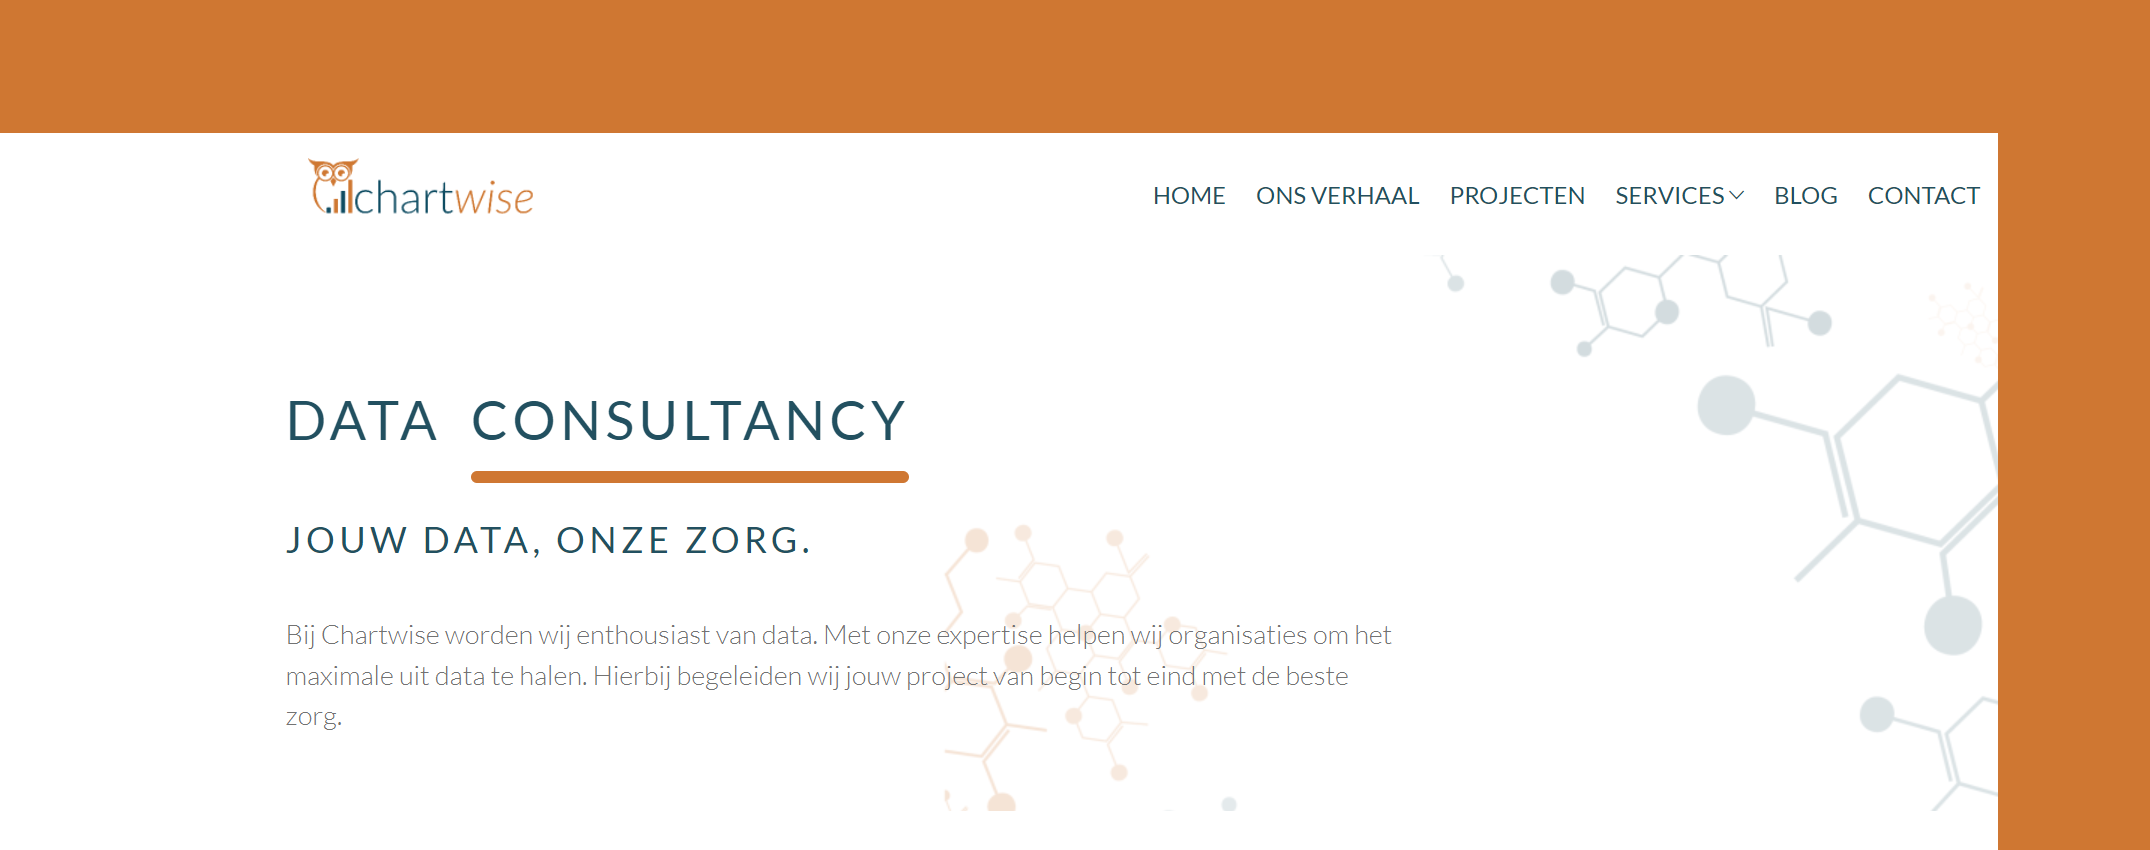 chartwise
HOME ONS VERHAAL PROJECTEN SERVICES BLOG CONTACT
DATA CONSULTANCY
JOUW DATA, ONZE ZORG.
Bij Chartwise worden wij enthousiast van data. Met onze expertise helpen wij organisaties om het
maximale uit data te halen. Hierbij begeleiden wij jouw project van begin tot eind met de beste
zorg.